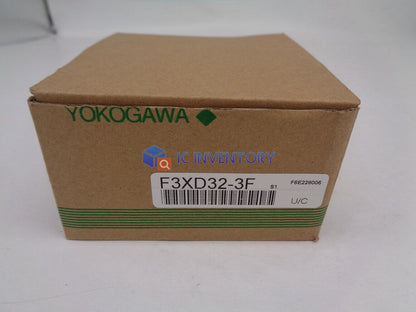 YOKOGAWA
IC INVENTORY
F3XD32-3F S1 F6E226006
U/C